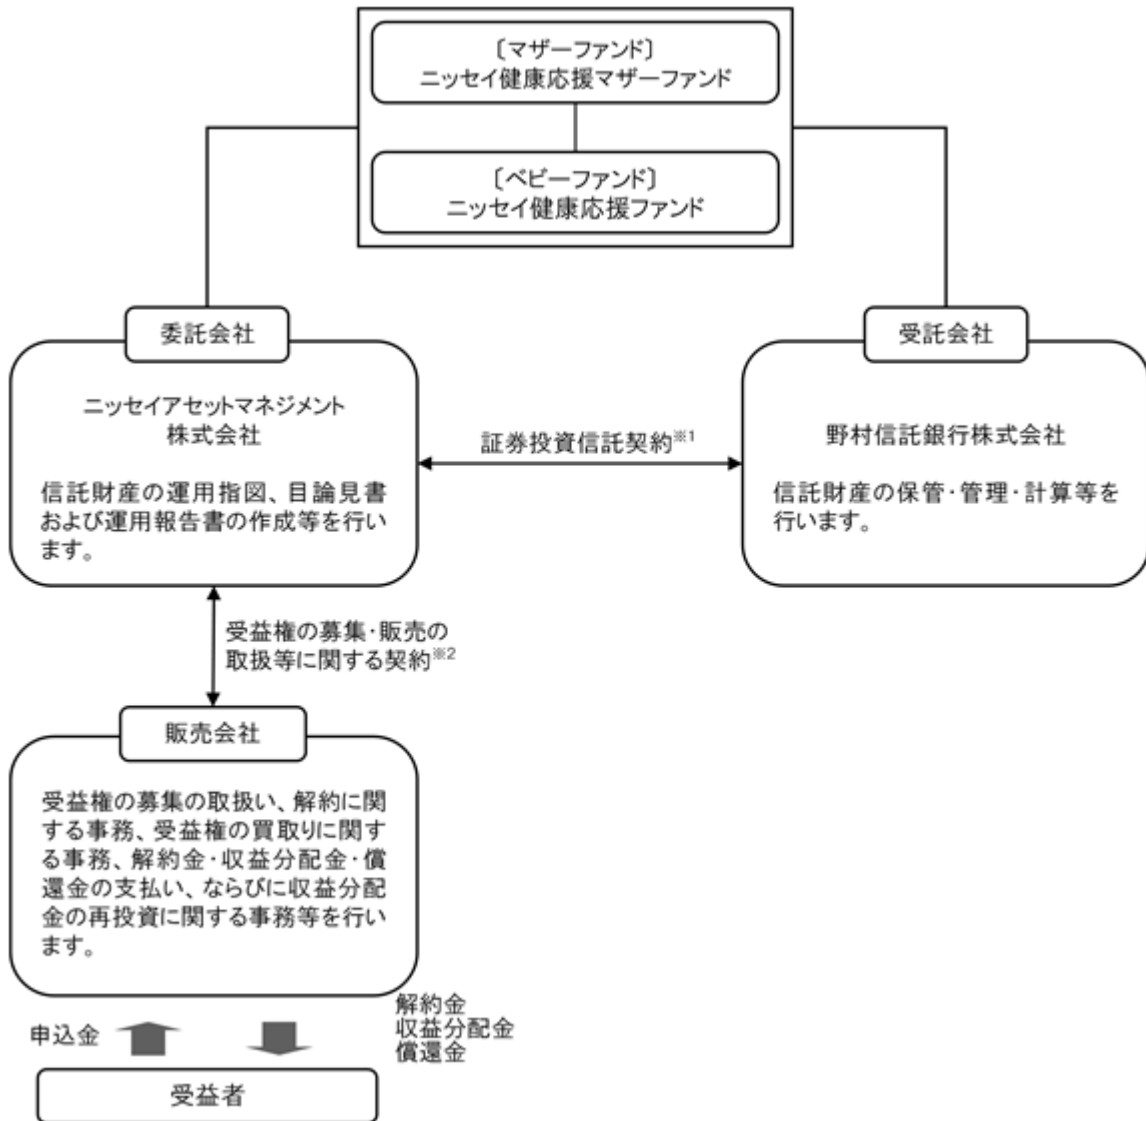 〔マザーファンド〕
ニッセイ健康応援マザーファンド
〔ベビーファンド〕
ニッセイ健康応援ファンド
委託会社
ニッセイアセットマネジメント
株式会社
信託財産の運用指図、目論見書
および運用報告書の作成等を行い
ます。
証券投資信託契約※1
受託会社
野村信託銀行株式会社
信託財産の保管・管理・計算等を
行います。
受益権の募集・販売の
取扱等に関する契約※2
販売会社
受益権の募集の取扱い、解約に関
する事務、受益権の買取りに関す
る事務、解約金・収益分配金・償
還金の支払い、ならびに収益分配
金の再投資に関する事務等を行い
ます。
申込金
解約金
収益分配金
償還金
受益者